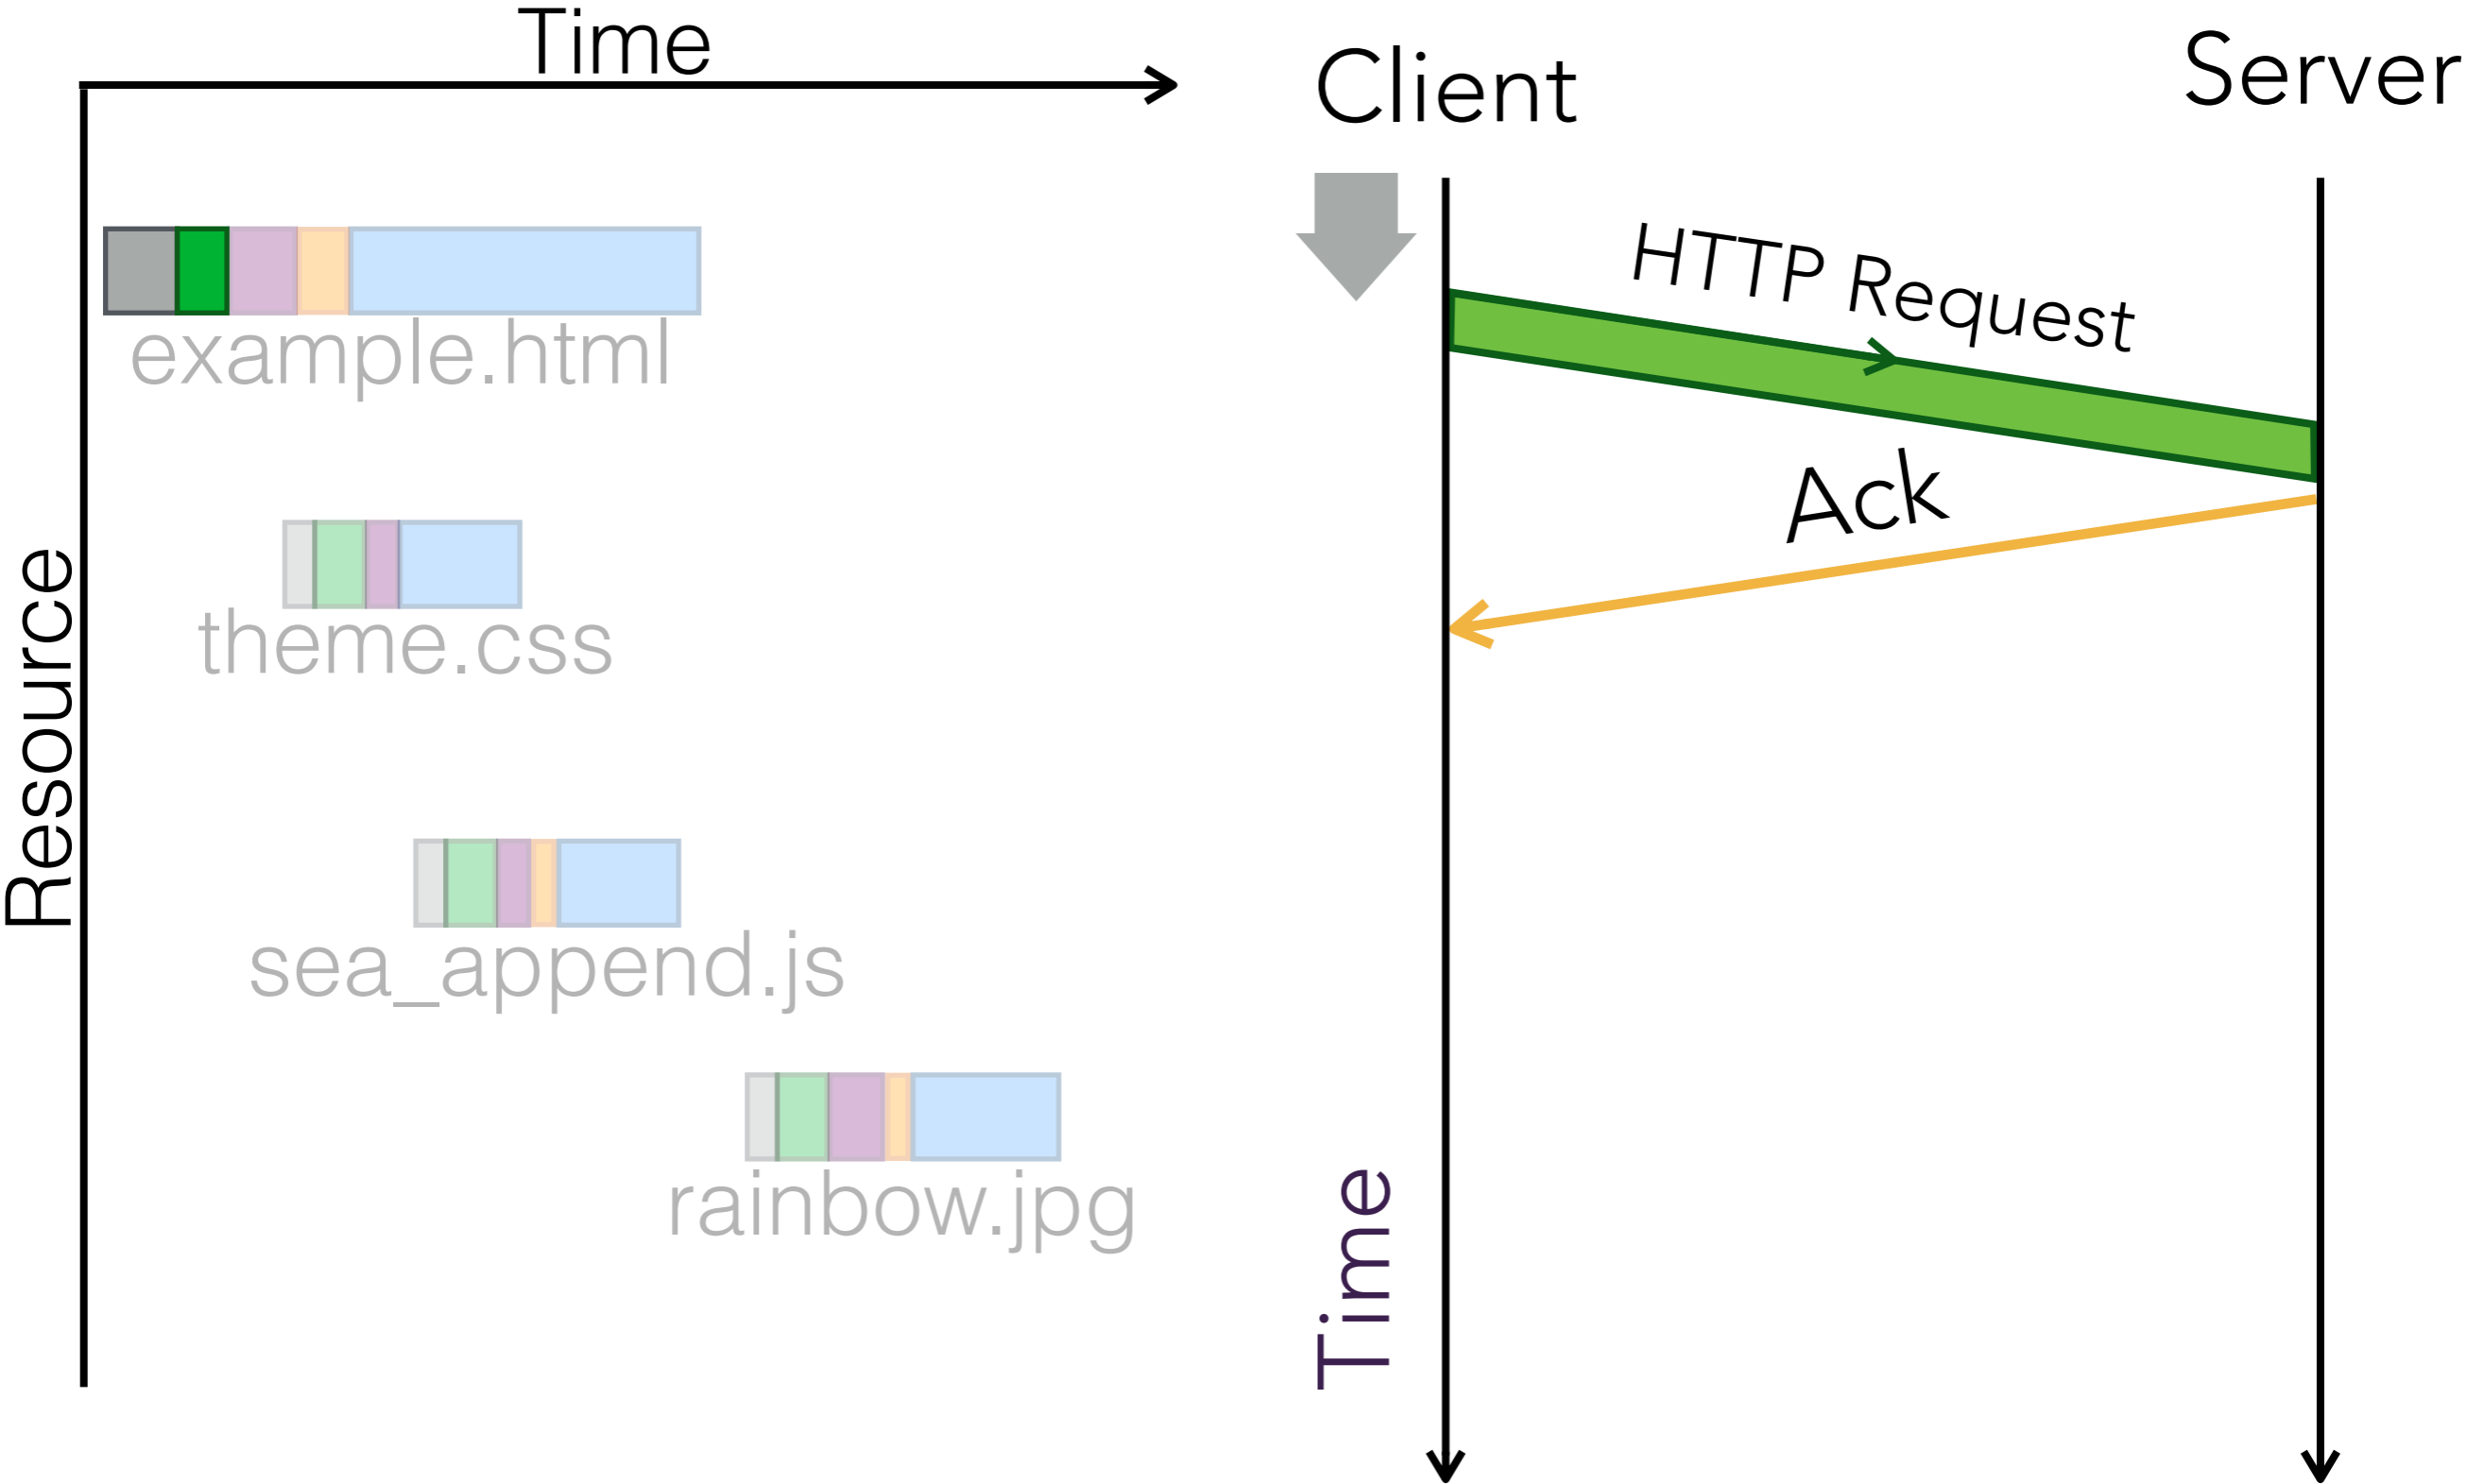 Time
Resource
example.html
theme.css
sea_append.js
rainbow.jpg
Client
Server
HTTP Request
Ack
Time